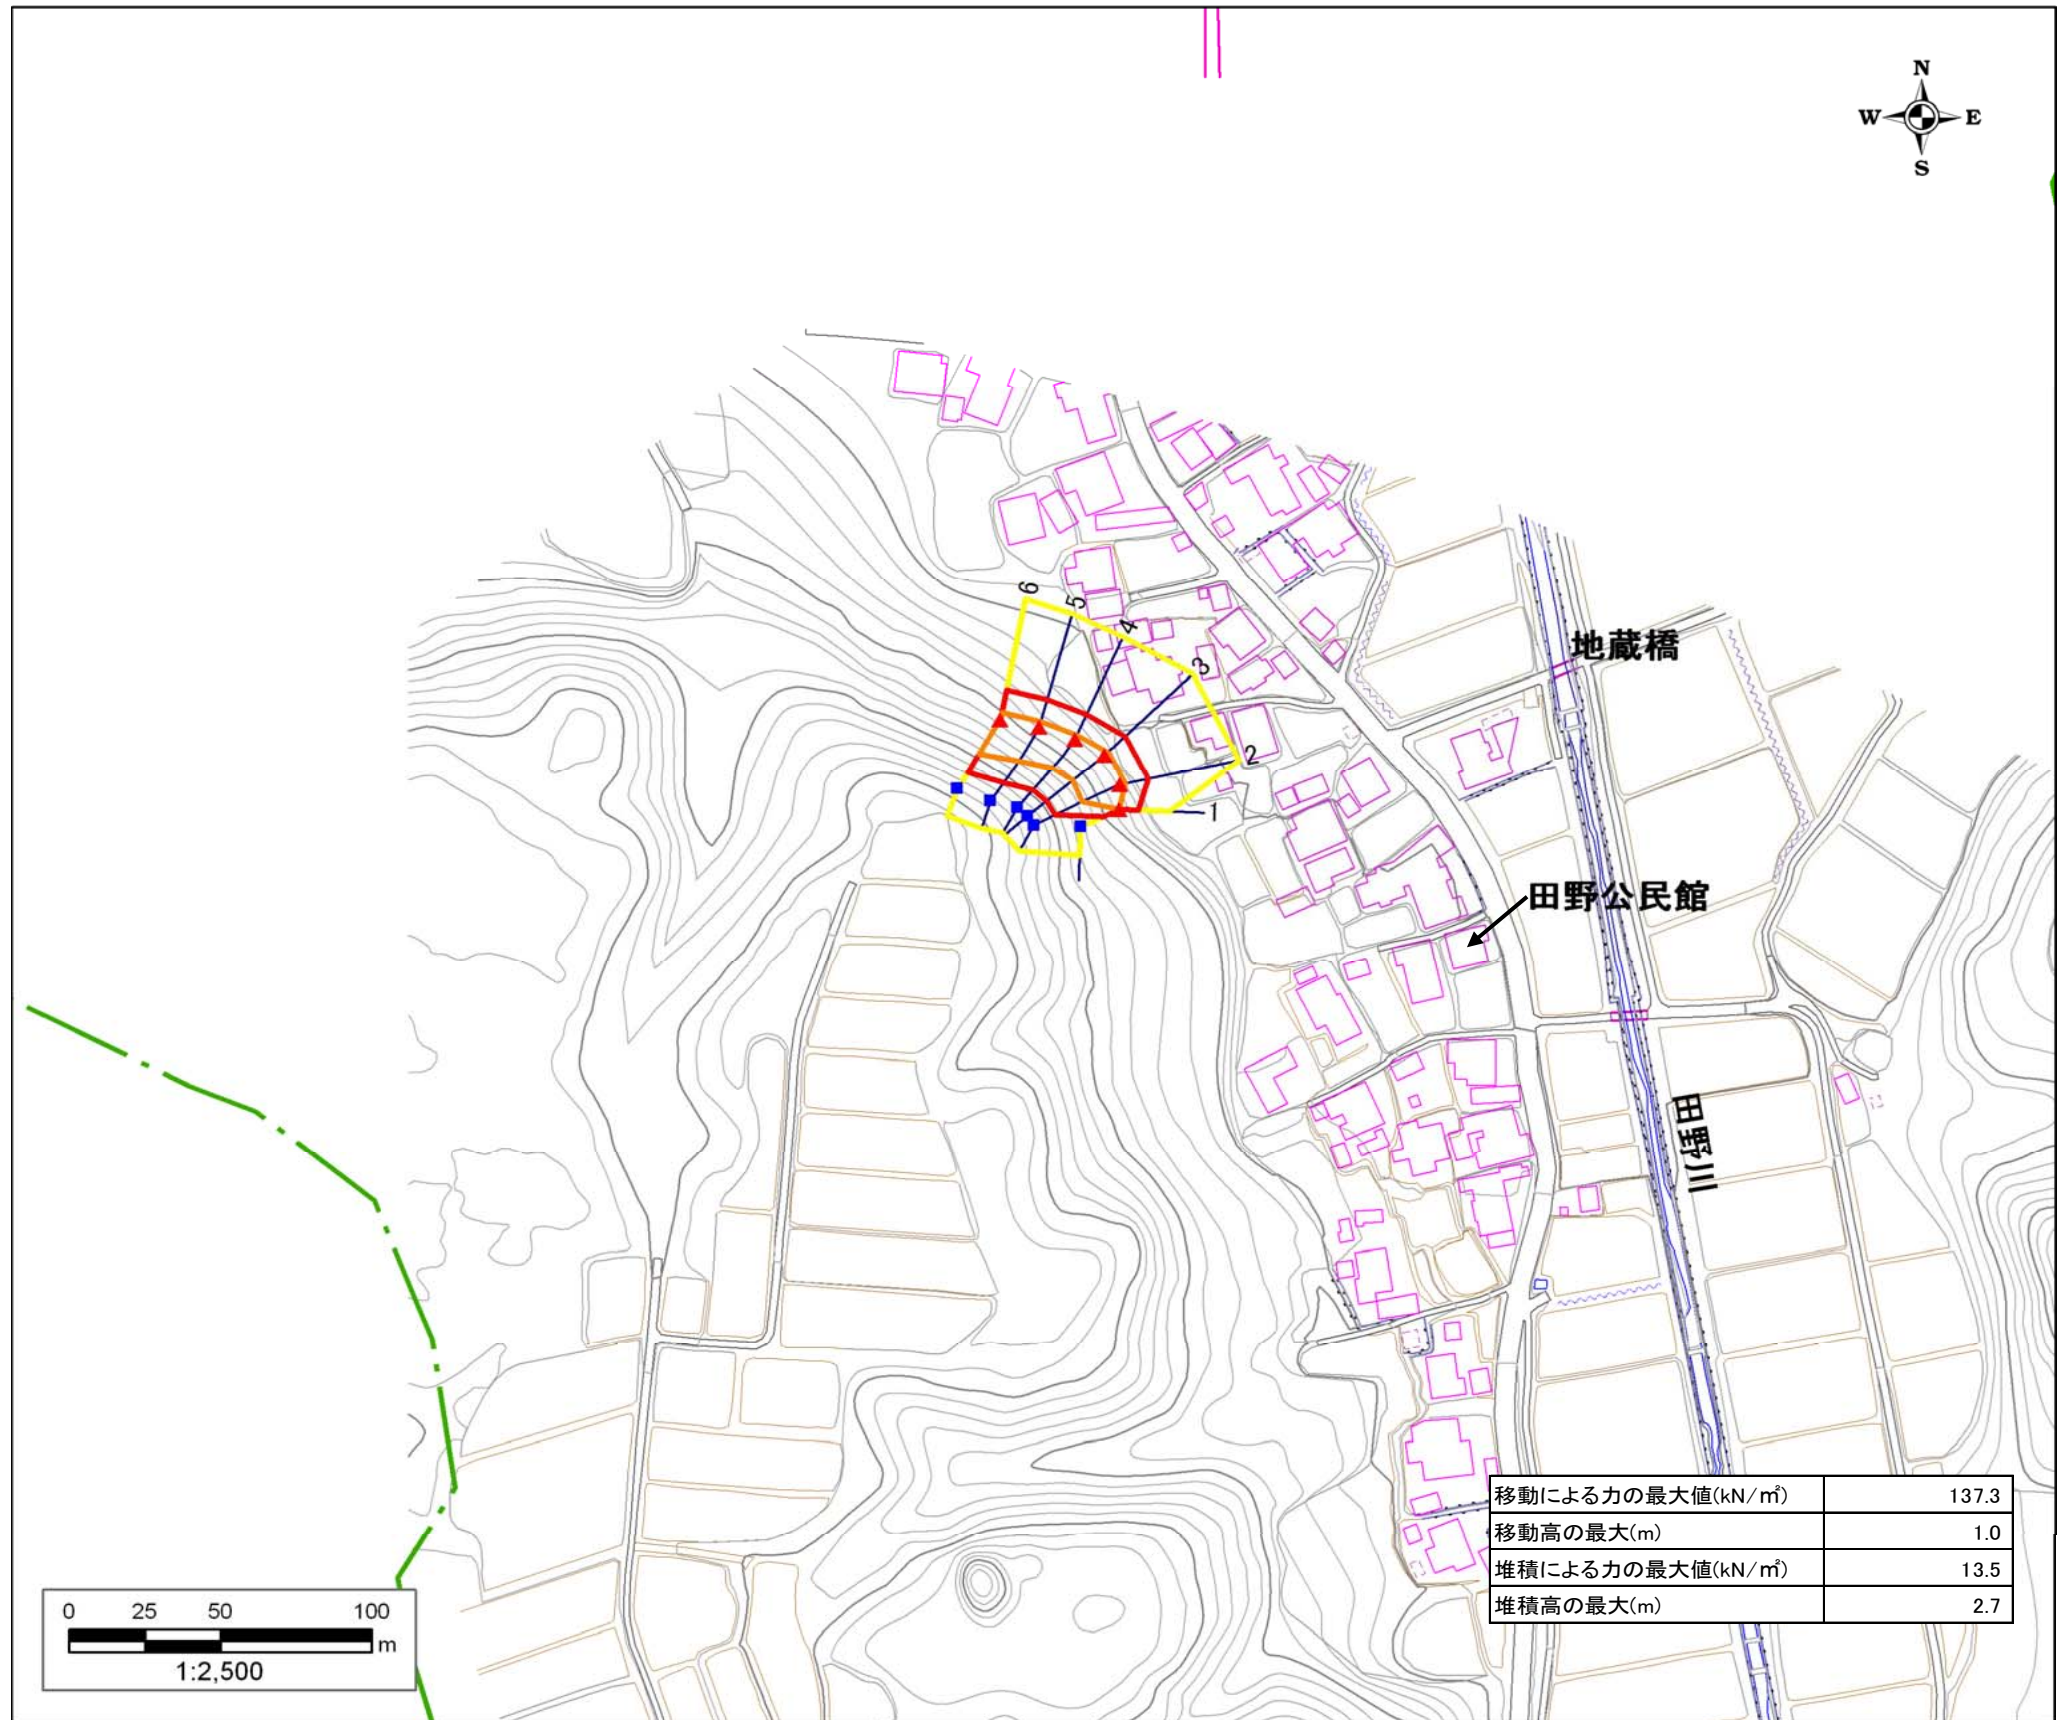 N
W E
S
6
5
4
3
2
1
地蔵橋
田野公民館
田野川
移動による力の最大値(kN/㎡) 137.3
移動高の最大(m) 1.0
堆積による力の最大値(kN/㎡) 13.5
堆積高の最大(m) 2.7
0 25 50 100
m
1:2,500